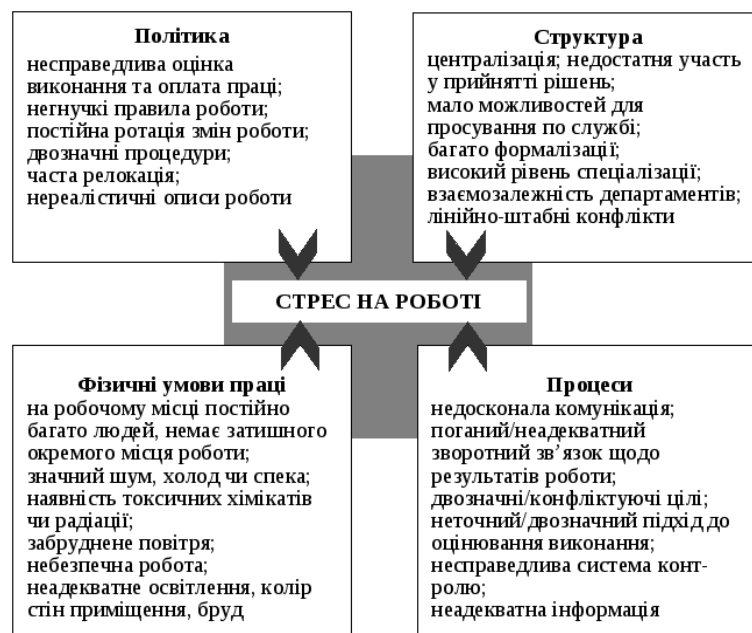 Політика
несправедлива оцінка
виконання та оплата праці;
негнучкі правила роботи;
постійна ротація змін роботи;
двозначні процедури;
часта релокація;
нереалістичні описи роботи
Структура
централізація; недостатня участь
у прийнятті рішень;
мало можливостей для
просування по службі;
багато формалізації;
високий рівень спеціалізації;
взаємозалежність департаментів;
лінійно-штабні конфлікти
СТРЕС НА РОБОТІ
Фізичні умови праці
на робочому місці постійно
багато людей, немає затишного
окремого місця роботи;
значний шум, холод чи спека;
наявність токсичних хімікатів
чи радіації;
забруднене повітря;
небезпечна робота;
неадекватне освітлення, колір
стін приміщення, бруд
Процеси
недосконала комунікація;
поганий/неадекватний
зворотний зв’язок щодо
результатів роботи;
двозначні/конфліктуючі цілі;
неточний/двозначний підхід до
оцінювання виконання;
несправедлива система конт-
ролю;
неадекватна інформація